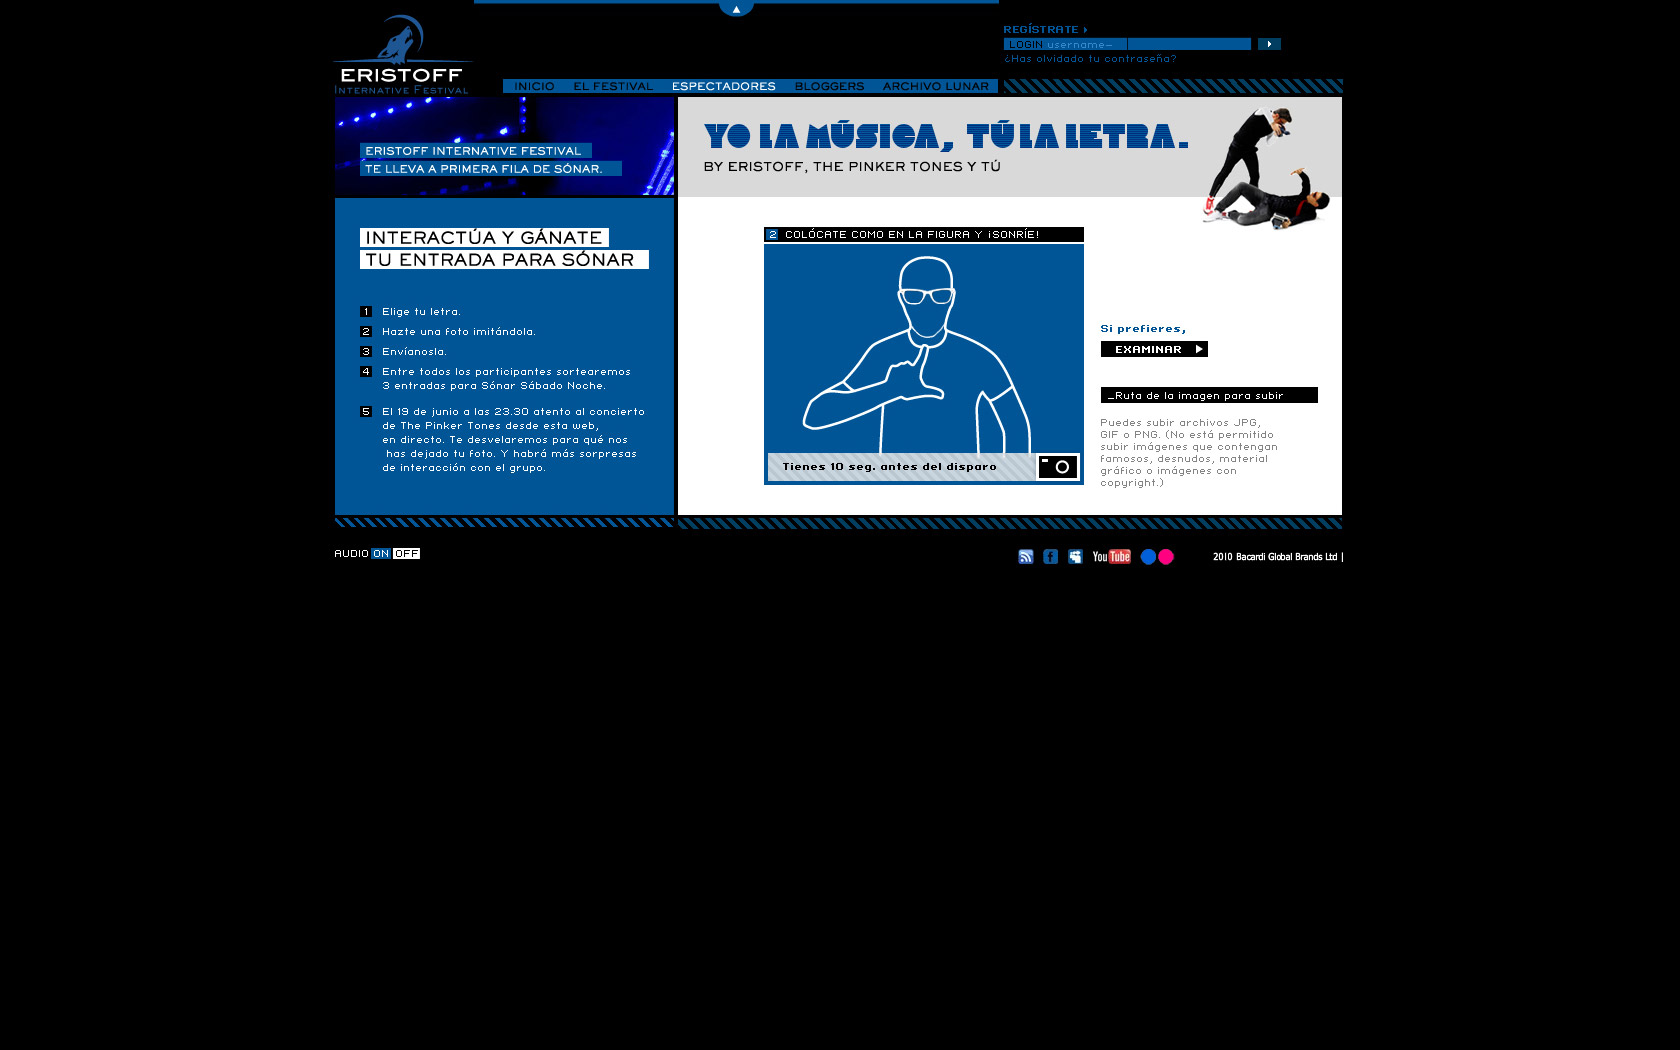 REGÍSTRATE
LOGIN username-
¿Has olvidado tu contraseña?
ERISTOFF
INTERNATIVE FESTIVAL
INICIO EL FESTIVAL ESPECTADORES BLOGGERS ARCHIVO LUNAR
ERISTOFF INTERNATIVE FESTIVAL
TE LLEVA A PRIMERA FILA DE SÓNAR.
YO LA MÚSICA, TÚ LA LETRA.
BY ERISTOFF, THE PINKER TONES Y TÚ
INTERACTÚA Y GÁNATE
TU ENTRADA PARA SÓNAR
1 Elige tu letra.
2 Hazte una foto imitándola.
3 Envíanosla.
4 Entre todos los participantes sortearemos
3 entradas para Sónar Sábado Noche.
5 El 19 de junio a las 23.30 atento al concierto
de The Pinker Tones desde esta web,
en directo. Te desvelaremos para qué nos
has dejado tu foto. Y habrá más sorpresas
de interacción con el grupo.
2 COLÓCATE COMO EN LA FIGURA Y ¡SONRÍE!
Tienes 10 seg. antes del disparo
Si prefieres,
EXAMINAR
_Ruta de la imagen para subir
Puedes subir archivos JPG,
GIF o PNG. (No está permitido
subir imágenes que contengan
famosos, desnudos, material
gráfico o imágenes con
copyright.)
AUDIO ON OFF
You Tube
2010 Bacardi Global Brands Ltd |